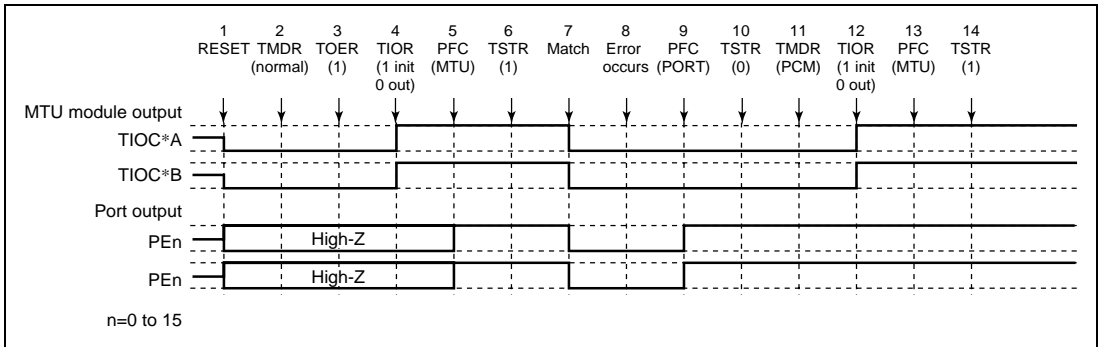 1 2 3 4 5 6 7 8 9 10 11 12 13 14
RESET TMDR TOER TIOR PFC TSTR Match Error PFC TSTR TMDR TIOR PFC TSTR
(normal) (1) (1 init (MTU) (1) occurs (PORT) (0) (PCM) (1 init (MTU) (1)
0 out) 0 out)
MTU module output
TIOC*A
TIOC*B
Port output
PEn High-Z
PEn High-Z
n=0 to 15